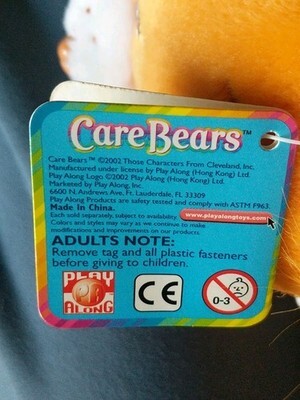 Care Bears™
Care Bears™ ©2002 Those Characters From Cleveland, Inc.
Manufactured under license by Play Along (Hong Kong) Ltd.
Play Along Logo ©2002 Play Along (Hong Kong) Ltd.
Marketed by Play Along, Inc.
6600 N. Andrews Ave, Ft. Lauderdale, FL 33309
Play Along Products are safety tested and comply with ASTM F963.
Made In China.
Each sold separately, subject to availability. www.playalongtoys.com
Colors and styles may vary as we continue to make
modifications and improvements on our products.
ADULTS NOTE:
Remove tag and all plastic fasteners
before giving to children.
PLAY
ALONG
CE
0-3